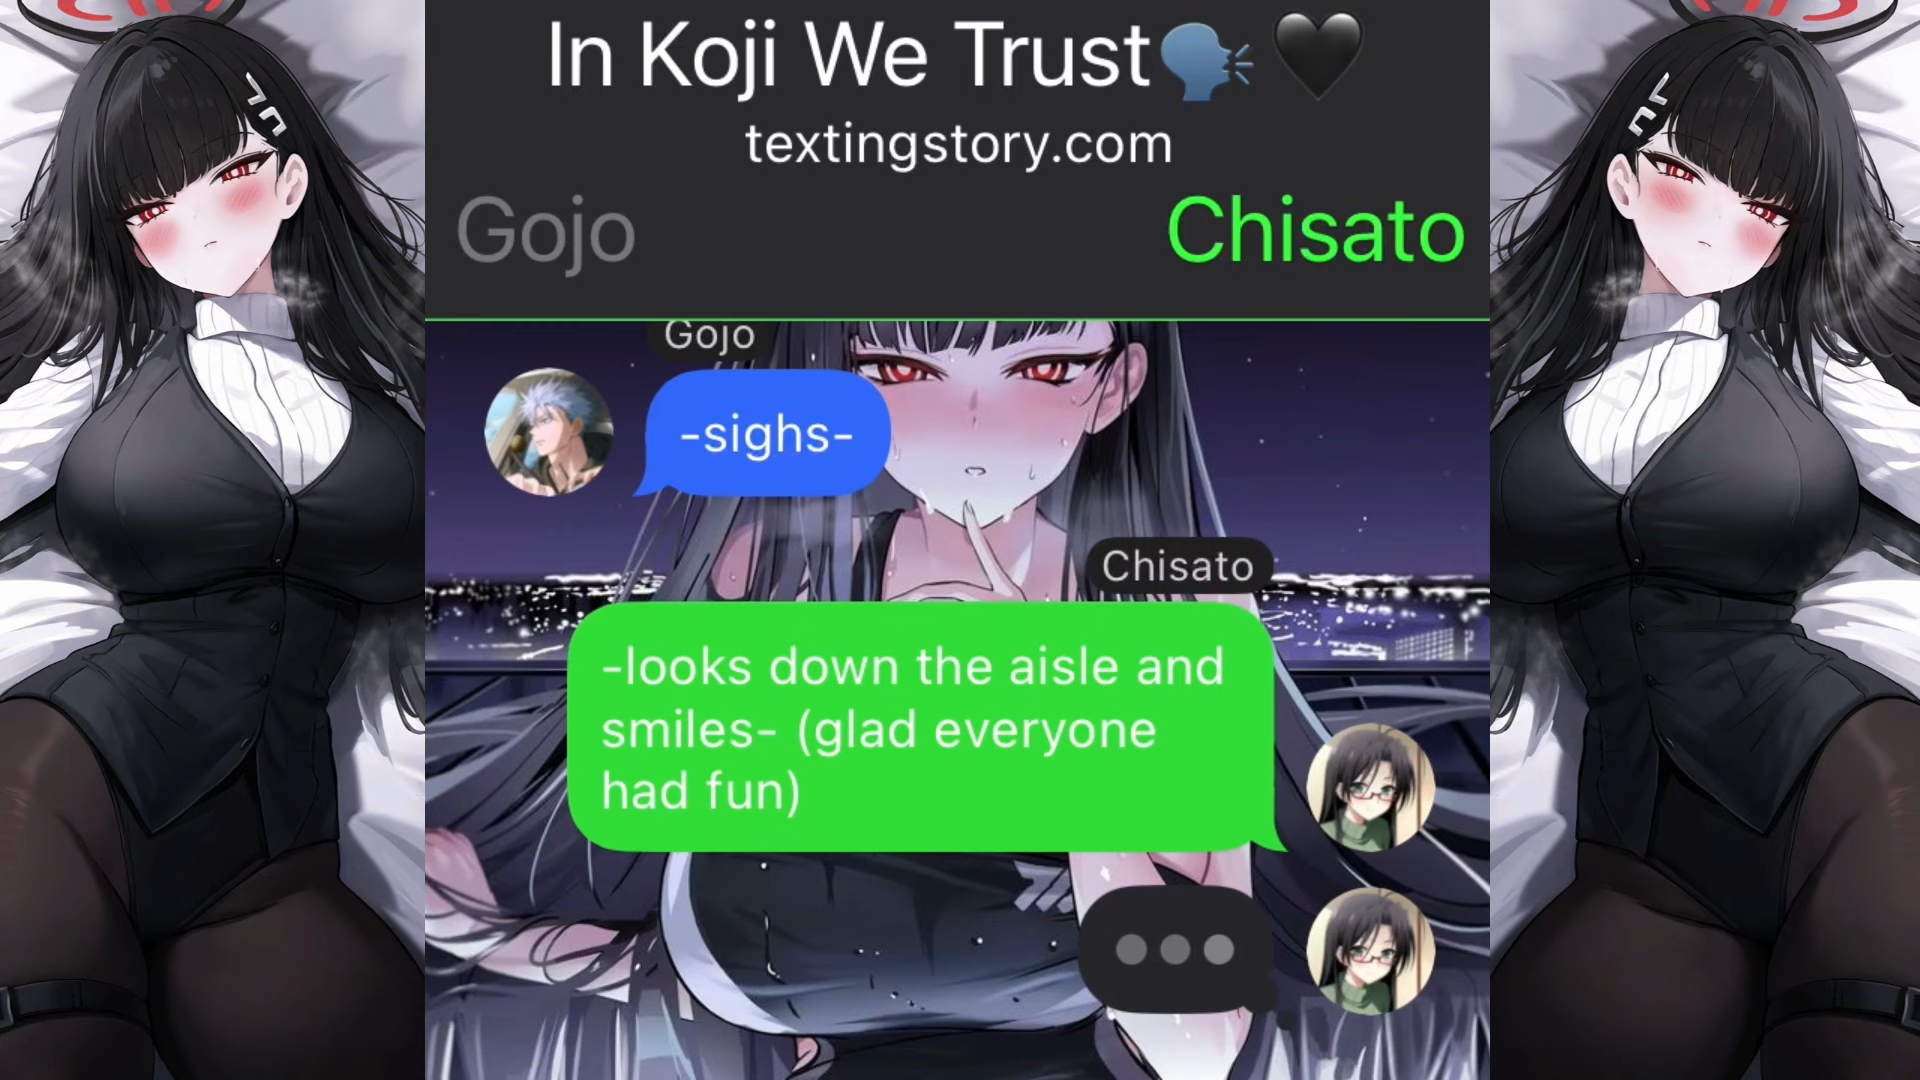 In Koji We Trust🗣️🖤
textingstory.com
Gojo
Chisato
Gojo
-sighs-
Chisato
-looks down the aisle and
smiles- (glad everyone
had fun)